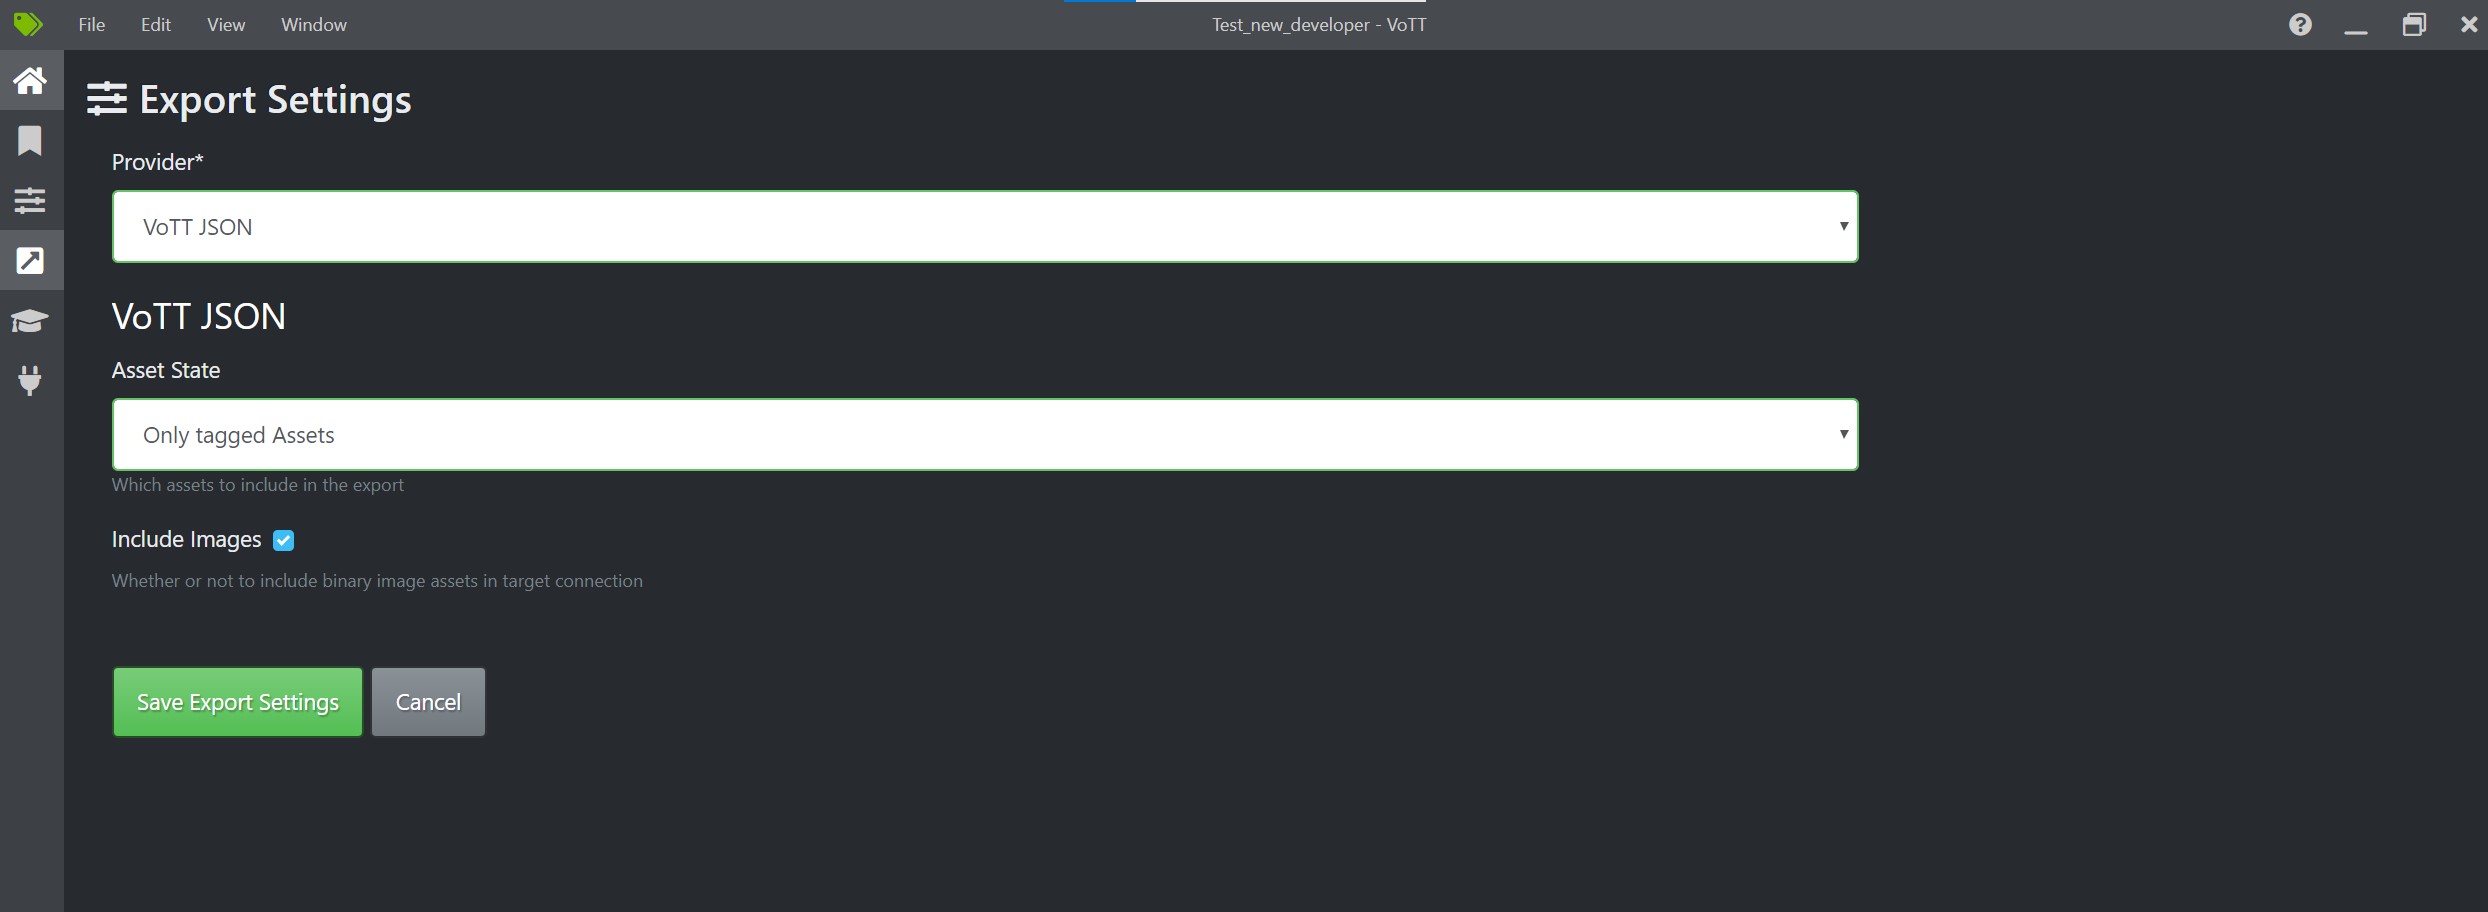 File Edit View Window Test_new_developer - VoTT
Export Settings
Provider*
VoTT JSON
VoTT JSON
Asset State
Only tagged Assets
Which assets to include in the export
Include Images
Whether or not to include binary image assets in target connection
Save Export Settings Cancel